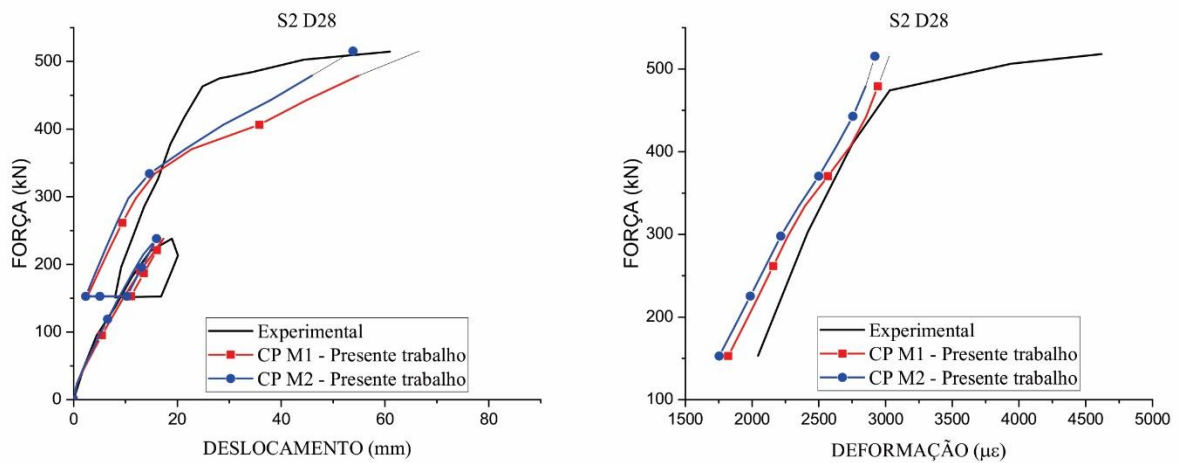 S2 D28
500
400
300
200
100
0
0
20
40
60
80
FORÇA (kN)
DESLOCAMENTO (mm)
Experimental
CP M1 - Presente trabalho
CP M2 - Presente trabalho
S2 D28
600
500
400
300
200
100
1500
2000
2500
3000
3500
4000
4500
5000
FORÇA (kN)
DEFORMAÇÃO (με)
Experimental
CP M1 - Presente trabalho
CP M2 - Presente trabalho